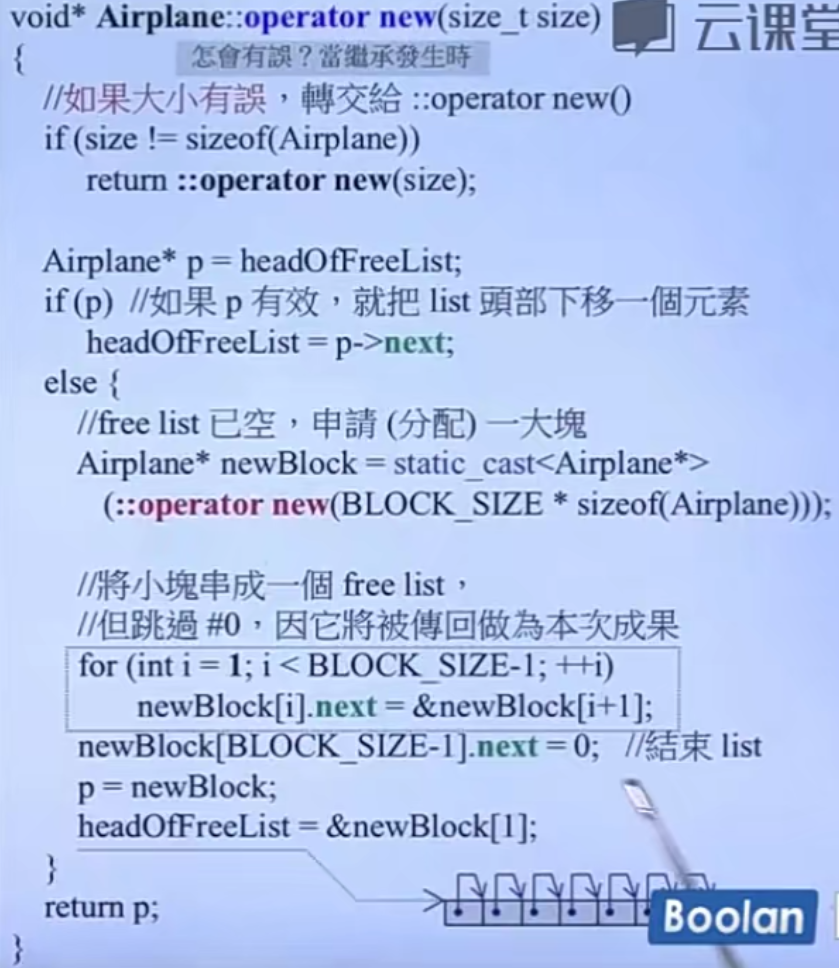 void* Airplane::operator new(size_t size)
云课堂
{
怎會有誤？當繼承發生時
//如果大小有誤，轉交給 ::operator new()
if (size != sizeof(Airplane))
return ::operator new(size);
Airplane* p = headOfFreeList;
if (p) //如果 p 有效，就把 list 頭部下移一個元素
headOfFreeList = p->next;
else {
//free list 已空，申請 (分配) 一大塊
Airplane* newBlock = static_cast<Airplane*>
(::operator new(BLOCK_SIZE * sizeof(Airplane)));
//將小塊串成一個 free list，
//但跳過 #0，因它將被傳回做為本次成果
for (int i = 1; i < BLOCK_SIZE-1; ++i)
newBlock[i].next = &newBlock[i+1];
newBlock[BLOCK_SIZE-1].next = 0; //結束 list
p = newBlock;
headOfFreeList = &newBlock[1];
}
return p;
Boolan
}